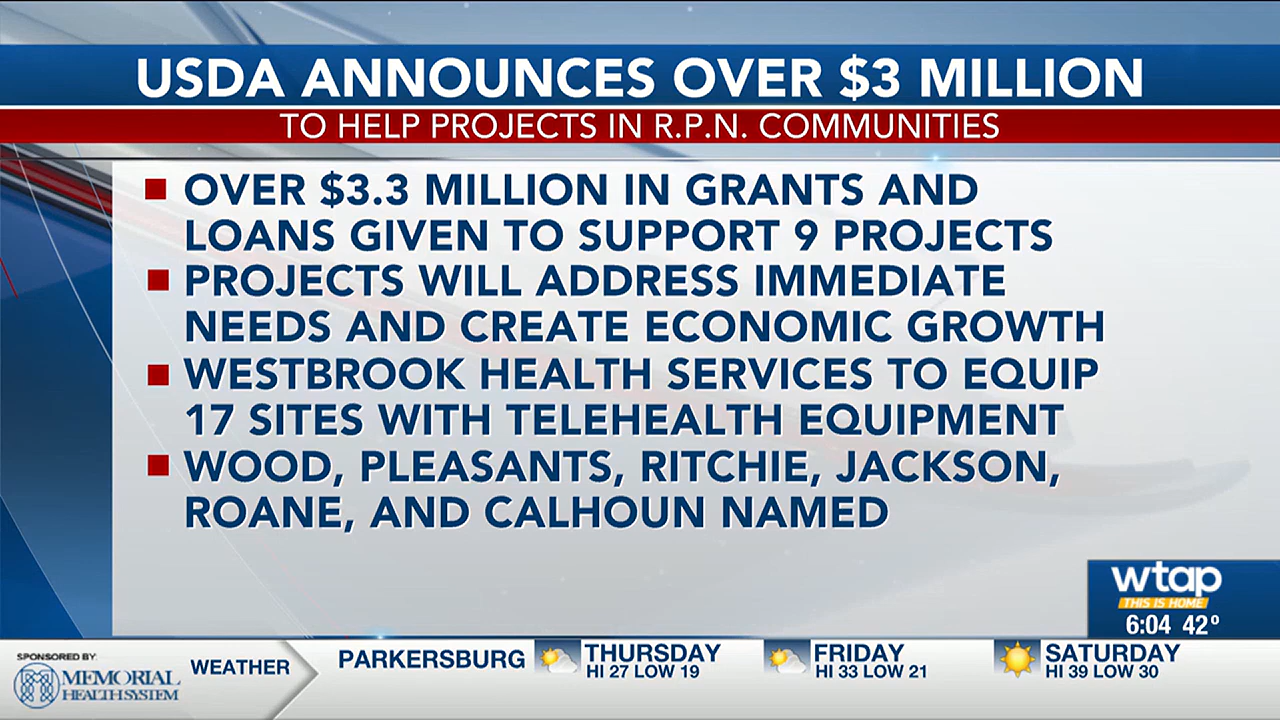 USDA ANNOUNCES OVER $3 MILLION
TO HELP PROJECTS IN R.P.N. COMMUNITIES
OVER $3.3 MILLION IN GRANTS AND
LOANS GIVEN TO SUPPORT 9 PROJECTS
PROJECTS WILL ADDRESS IMMEDIATE
NEEDS AND CREATE ECONOMIC GROWTH
WESTBROOK HEALTH SERVICES TO EQUIP
17 SITES WITH TELEHEALTH EQUIPMENT
WOOD, PLEASANTS, RITCHIE, JACKSON,
ROANE, AND CALHOUN NAMED
wtap
THIS IS HOME
6:04 42°
SPONSORED BY:
MEMORIAL
HEALTH SYSTEM
WEATHER
PARKERSBURG
THURSDAY
HI 27 LOW 19
FRIDAY
HI 33 LOW 21
SATURDAY
HI 39 LOW 30